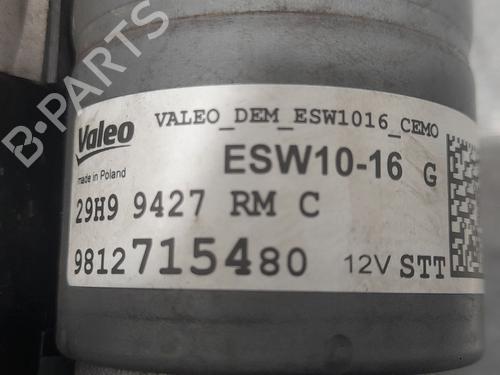 B-PARTS
Valeo
made in Poland
VALEO_DEM_ESW1016_CEMO
ESW10-16 G
29H9 9427 RM C
9812715480 12V STT